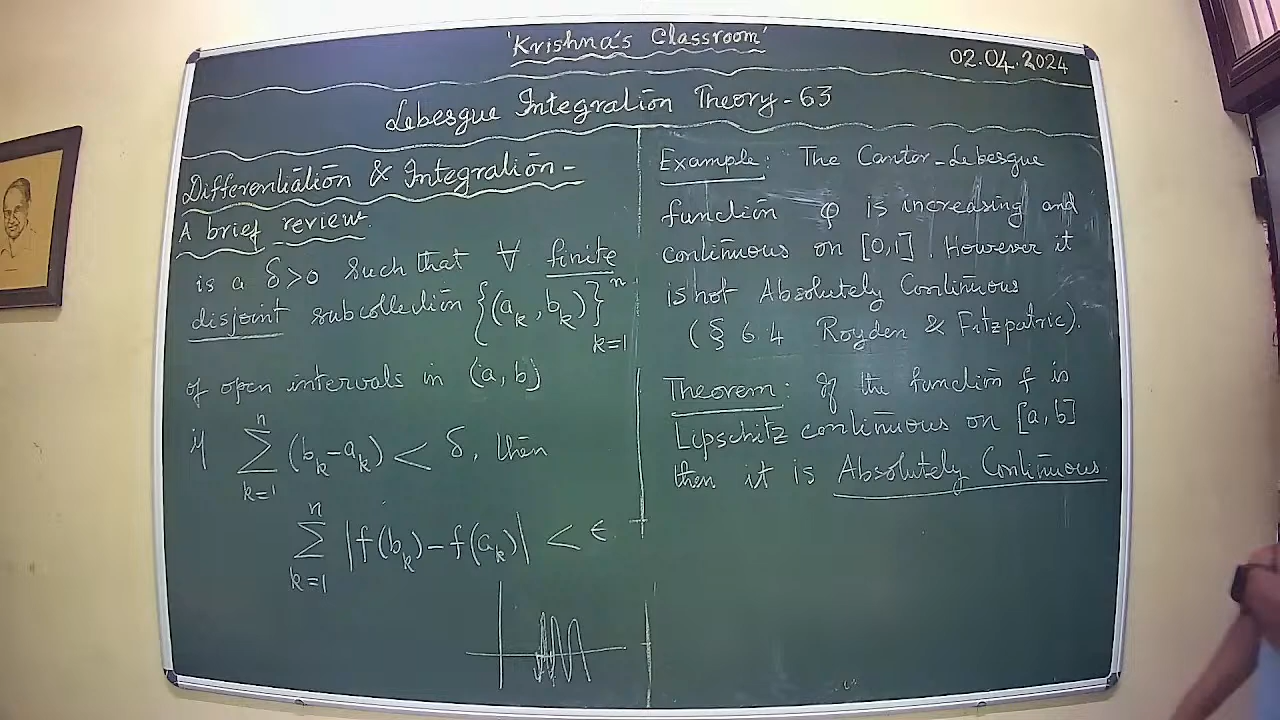 'Krishna's Classroom'
02.04.2024
Lebesgue Integration Theory - 63
Differentiation & Integration -
A brief review.
is a δ>0 such that ∀ finite
disjoint subcollection {(a_k, b_k)}^n_{k=1}
of open intervals in (a, b)
if ∑_{k=1}^n (b_k - a_k) < δ, then
∑_{k=1}^n |f(b_k) - f(a_k)| < ϵ.
Example: The Cantor-Lebesgue
function φ is increasing and
continuous on [0,1]. However it
is not Absolutely Continuous
(§ 6.4 Royden & Fitzpatric).
Theorem: If the function f is
Lipschitz continuous on [a, b]
then it is Absolutely Continuous.